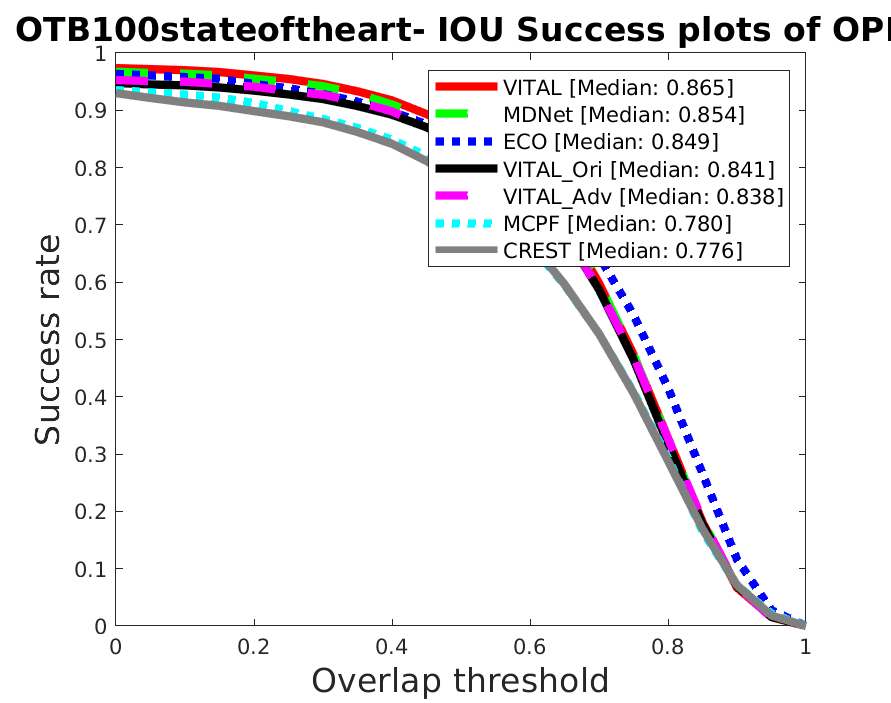 OTB100stateoftheart- IOU Success plots of OP
1
0.9
0.8
0.7
0.6
0.5
0.4
0.3
0.2
0.1
0
Success rate
VITAL [Median: 0.865]
MDNet [Median: 0.854]
ECO [Median: 0.849]
VITAL_Ori [Median: 0.841]
VITAL_Adv [Median: 0.838]
MCPF [Median: 0.780]
CREST [Median: 0.776]
0 0.2 0.4 0.6 0.8 1
Overlap threshold